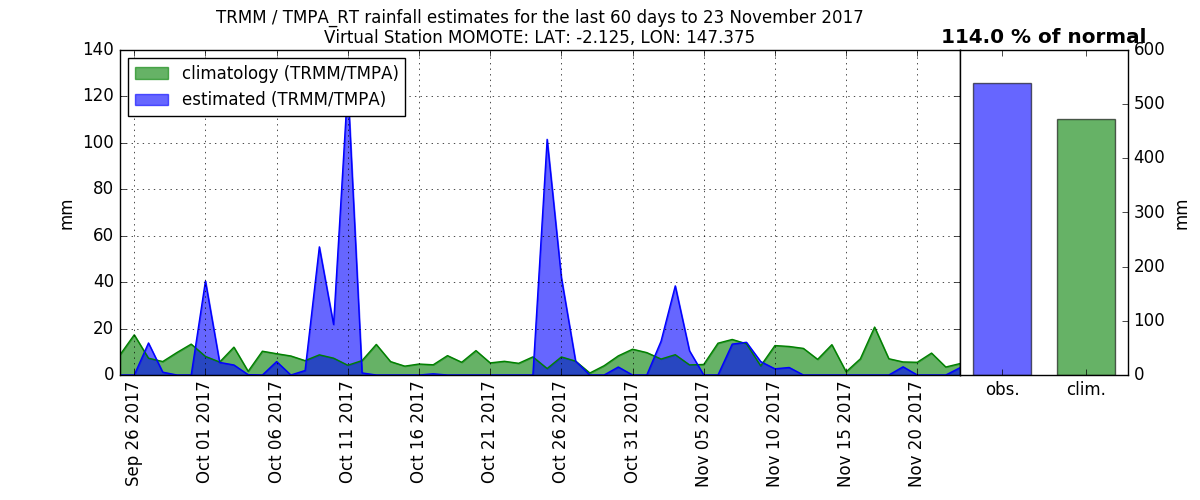 TRMM / TMPA_RT rainfall estimates for the last 60 days to 23 November 2017
Virtual Station MOMOTE: LAT: -2.125, LON: 147.375
114.0 % of normal
climatology (TRMM/TMPA)
estimated (TRMM/TMPA)
mm
140
120
100
80
60
40
20
0
Sep 26 2017
Oct 01 2017
Oct 06 2017
Oct 11 2017
Oct 16 2017
Oct 21 2017
Oct 26 2017
Oct 31 2017
Nov 05 2017
Nov 10 2017
Nov 15 2017
Nov 20 2017
600
500
400
300
200
100
0
mm
obs.
clim.